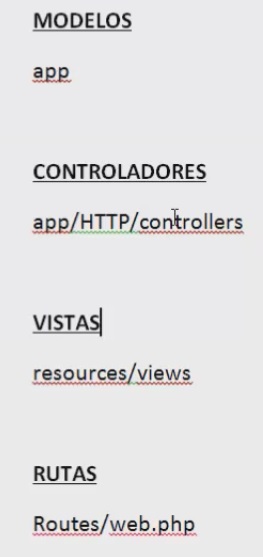 MODELOS
app
CONTROLADORES
app/HTTP/controllers
VISTAS
resources/views
RUTAS
Routes/web.php